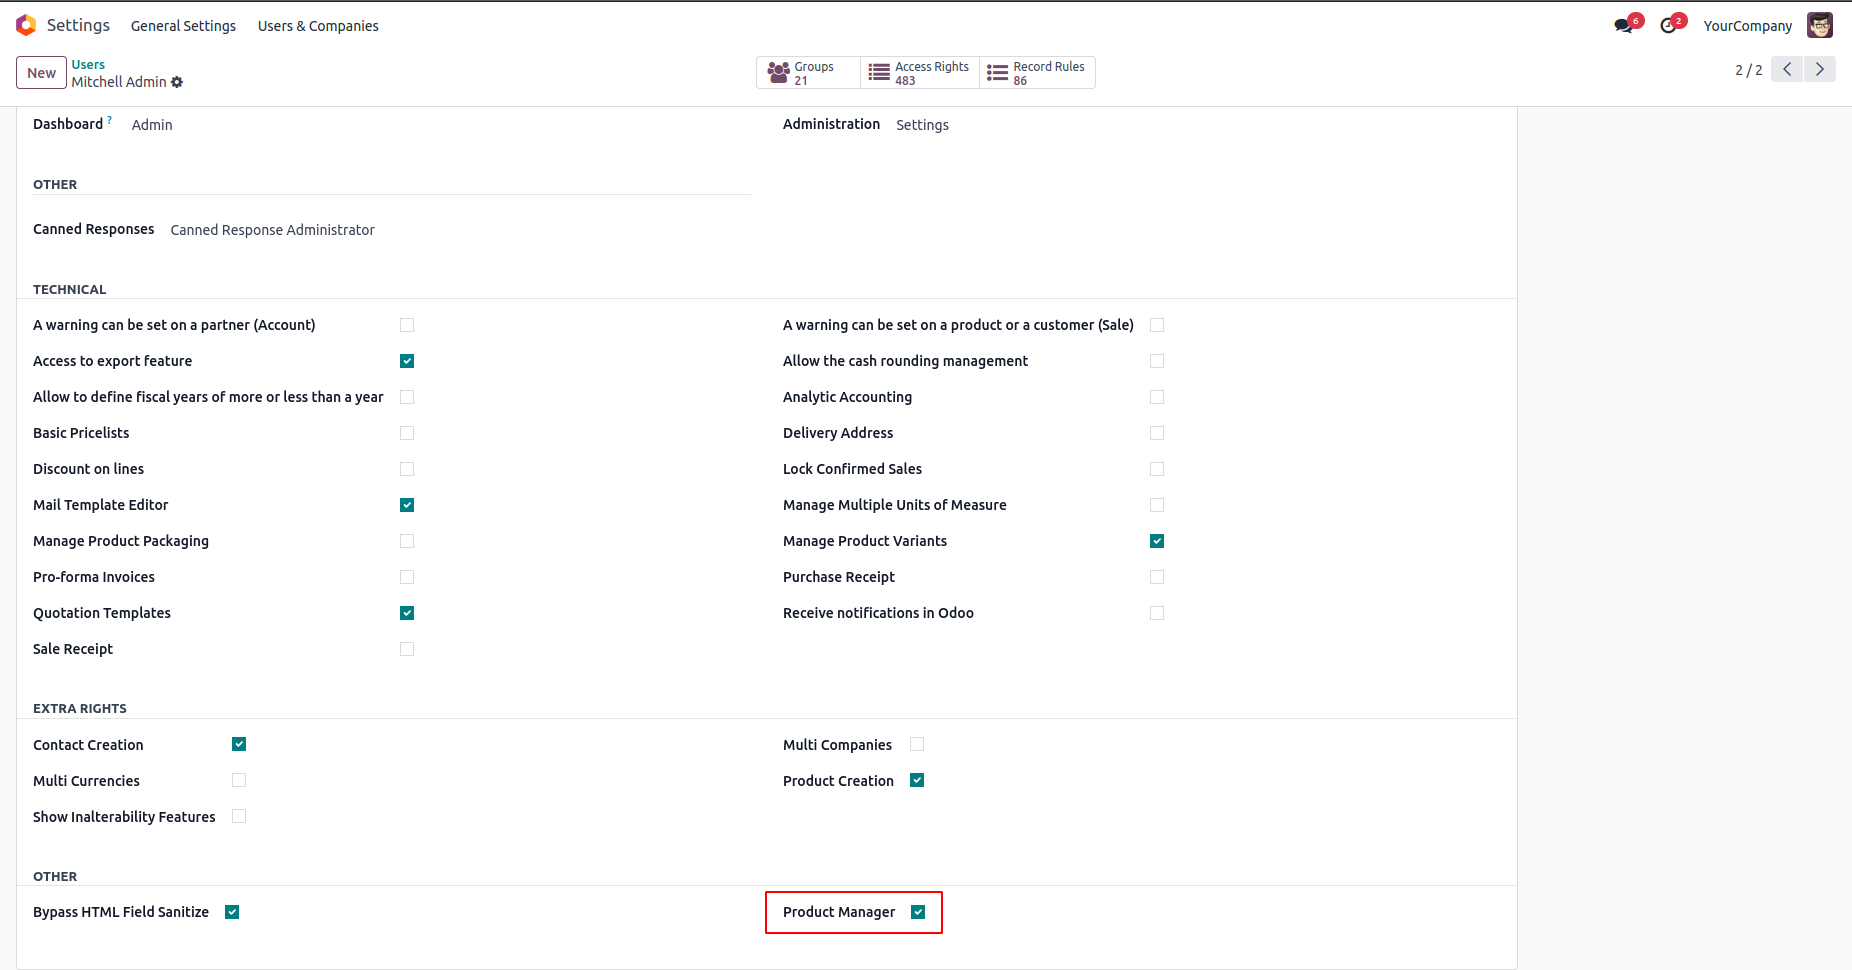 Settings General Settings Users & Companies 6 2 YourCompany
New Users Mitchell Admin Groups 21 Access Rights 483 Record Rules 86 2 / 2
Dashboard ? Admin Administration Settings
OTHER
Canned Responses Canned Response Administrator
TECHNICAL
A warning can be set on a partner (Account) A warning can be set on a product or a customer (Sale)
Access to export feature Allow the cash rounding management
Allow to define fiscal years of more or less than a year Analytic Accounting
Basic Pricelists Delivery Address
Discount on lines Lock Confirmed Sales
Mail Template Editor Manage Multiple Units of Measure
Manage Product Packaging Manage Product Variants
Pro-forma Invoices Purchase Receipt
Quotation Templates Receive notifications in Odoo
Sale Receipt
EXTRA RIGHTS
Contact Creation Multi Companies
Multi Currencies Product Creation
Show Inalterability Features
OTHER
Bypass HTML Field Sanitize Product Manager